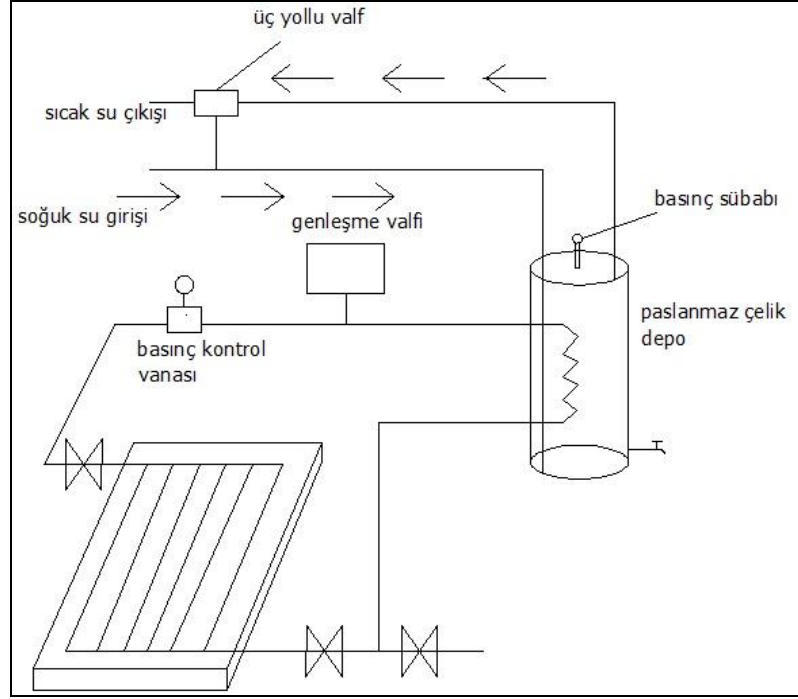 üç yollu valf
sıcak su çıkışı
soğuk su girişi
genleşme valfi
basınç sübabı
basınç kontrol
vanası
paslanmaz çelik
depo